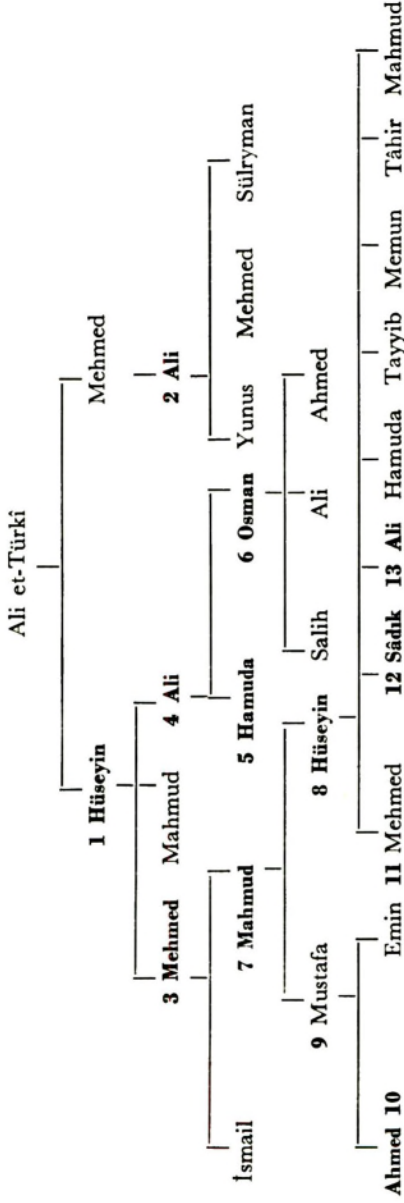 Ali et-Türkî
1 Hüseyin Mehmed
3 Mehmed Mahmud 4 Ali 2 Ali
İsmail 7 Mahmud 5 Hamuda 6 Osman Yunus Mehmed Sülryman
9 Mustafa 8 Hüseyin Salih Ali Ahmed
Ahmed 10 Emin 11 Mehmed 12 Sâdık 13 Ali Hamuda Tayyib Memun Tâhir Mahmud